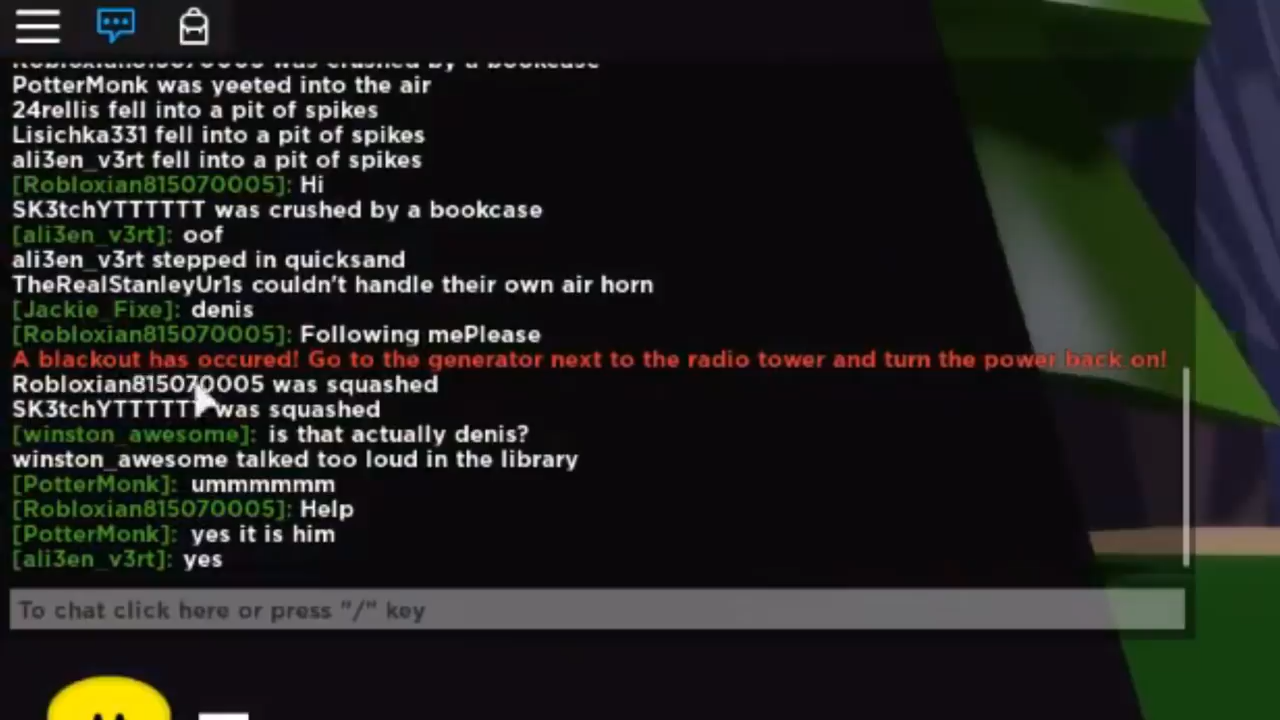 Robloxian815070005 was crushed by a bookcase
PotterMonk was yeeted into the air
24rellis fell into a pit of spikes
Lisichka331 fell into a pit of spikes
ali3en_v3rt fell into a pit of spikes
[Robloxian815070005]: Hi
SK3tchYTTTTTT was crushed by a bookcase
[ali3en_v3rt]: oof
ali3en_v3rt stepped in quicksand
TheRealStanleyUr1s couldn't handle their own air horn
[Jackie_Fixe]: denis
[Robloxian815070005]: Following mePlease
A blackout has occured! Go to the generator next to the radio tower and turn the power back on!
Robloxian815070005 was squashed
SK3tchYTTTTTT was squashed
[winston_awesome]: is that actually denis?
winston_awesome talked too loud in the library
[PotterMonk]: ummmmmm
[Robloxian815070005]: Help
[PotterMonk]: yes it is him
[ali3en_v3rt]: yes
To chat click here or press "/" key